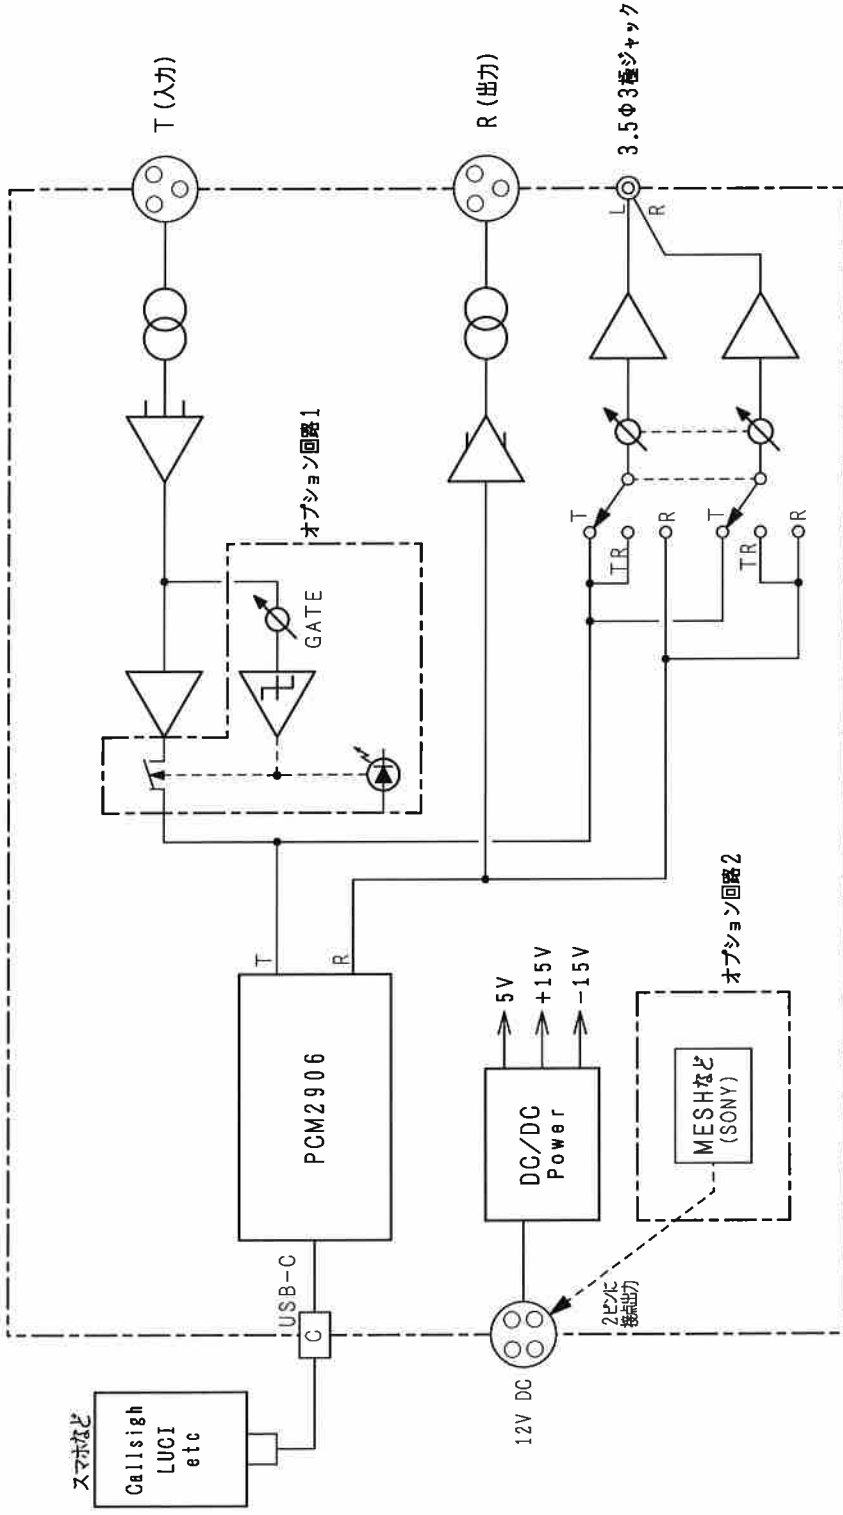 スマホなど
Callsigh
LUCI
etc
C
USB-C
PCM2906
T
R
オプション回路1
GATE
T (入力)
R (出力)
3.5Φ3極ジャック
L
R
T
TR
R
T
TR
R
12V DC
2ピンに
接点出力
DC/DC
Power
5V
+15V
-15V
オプション回路2
MESHなど
(SONY)